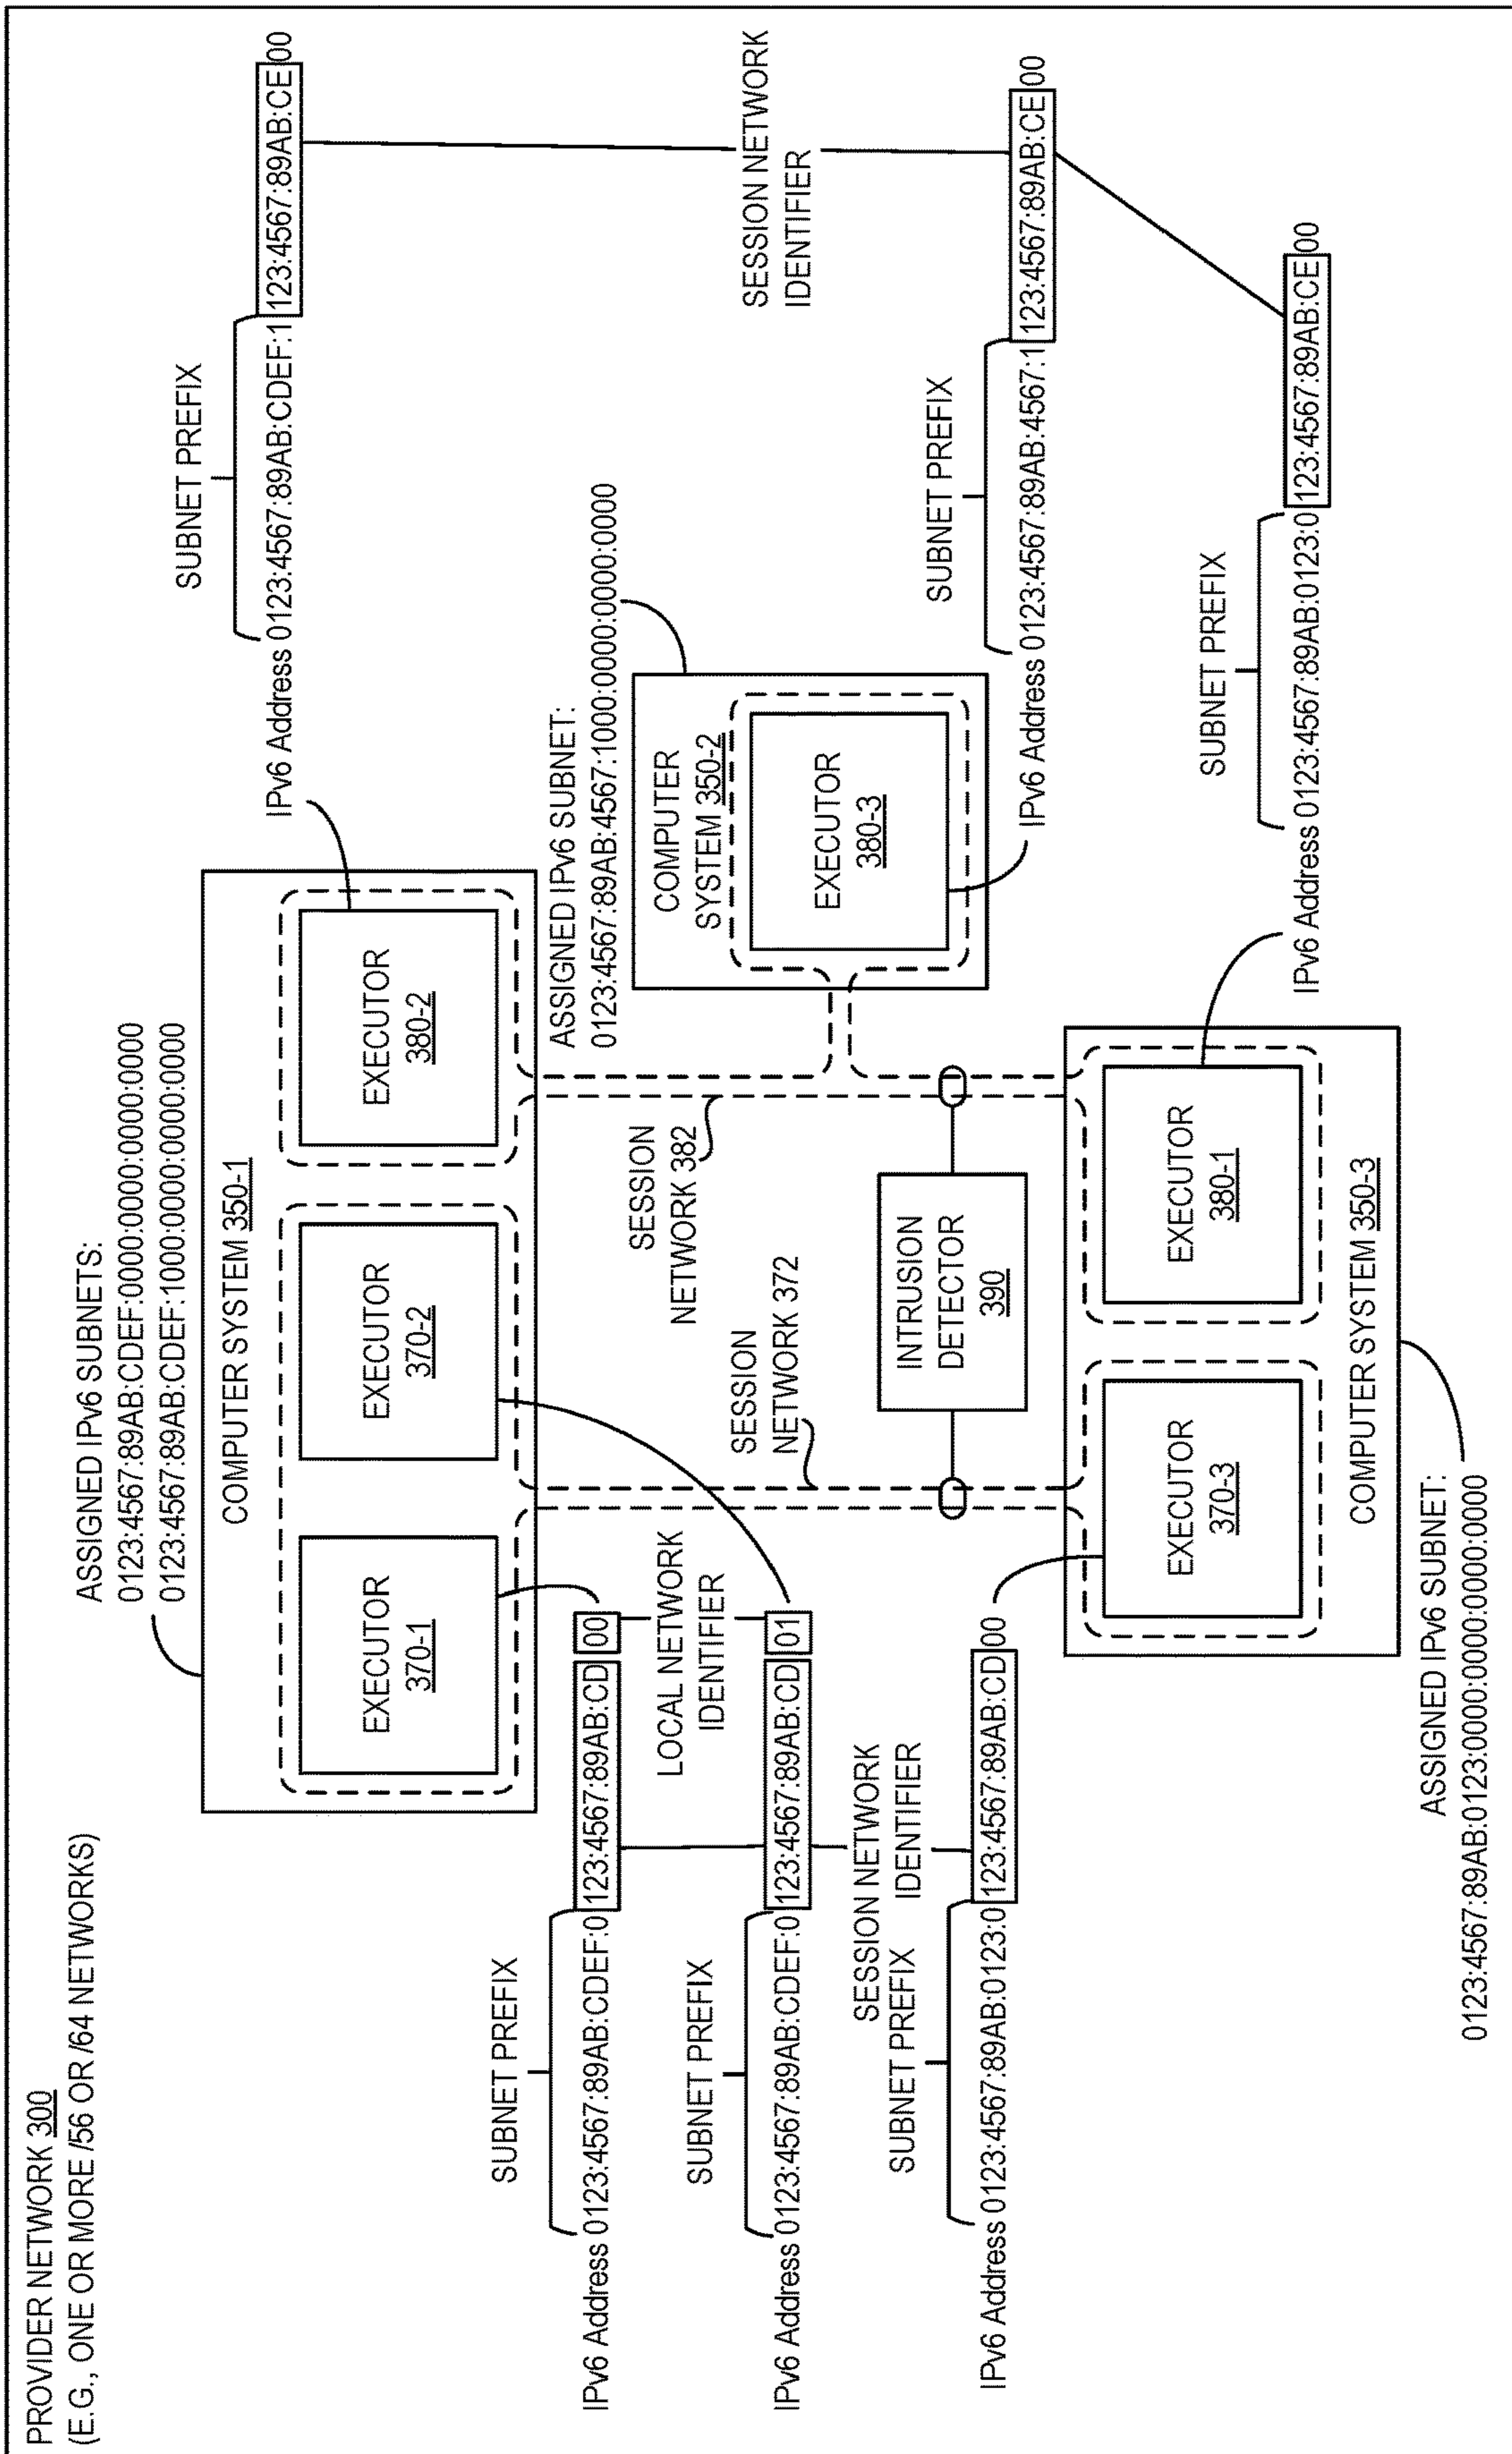 PROVIDER NETWORK 300
(E.G., ONE OR MORE /56 OR /64 NETWORKS)
ASSIGNED IPv6 SUBNETS:
0123:4567:89AB:CDEF:0000:0000:0000:0000
0123:4567:89AB:CDEF:1000:0000:0000:0000
COMPUTER SYSTEM 350-1
EXECUTOR
370-1
EXECUTOR
370-2
EXECUTOR
380-2
SUBNET PREFIX
IPv6 Address 0123:4567:89AB:CDEF:1 123:4567:89AB:CE 00
SUBNET PREFIX
IPv6 Address 0123:4567:89AB:CDEF:0 123:4567:89AB:CD 00
LOCAL NETWORK
IDENTIFIER
SUBNET PREFIX
IPv6 Address 0123:4567:89AB:CDEF:0 123:4567:89AB:CD 01
SESSION NETWORK
IDENTIFIER
SUBNET PREFIX
IPv6 Address 0123:4567:89AB:0123:0 123:4567:89AB:CD 00
SESSION
NETWORK 382
SESSION
NETWORK 372
INTRUSION
DETECTOR
390
ASSIGNED IPv6 SUBNET:
0123:4567:89AB:4567:1000:0000:0000:0000
COMPUTER
SYSTEM 350-2
EXECUTOR
380-3
SESSION NETWORK
IDENTIFIER
SUBNET PREFIX
IPv6 Address 0123:4567:89AB:4567:1 123:4567:89AB:CE 00
EXECUTOR
370-3
EXECUTOR
380-1
COMPUTER SYSTEM 350-3
SUBNET PREFIX
IPv6 Address 0123:4567:89AB:0123:0 123:4567:89AB:CE 00
ASSIGNED IPv6 SUBNET:
0123:4567:89AB:0123:0000:0000:0000:0000